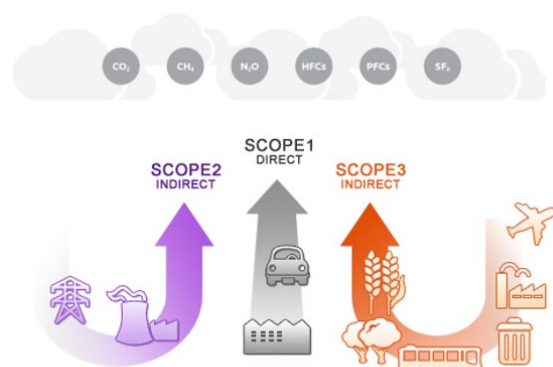 CO₂ CH₄ N₂O HFCs PFCs SF₆
SCOPE1
DIRECT
SCOPE2
INDIRECT
SCOPE3
INDIRECT